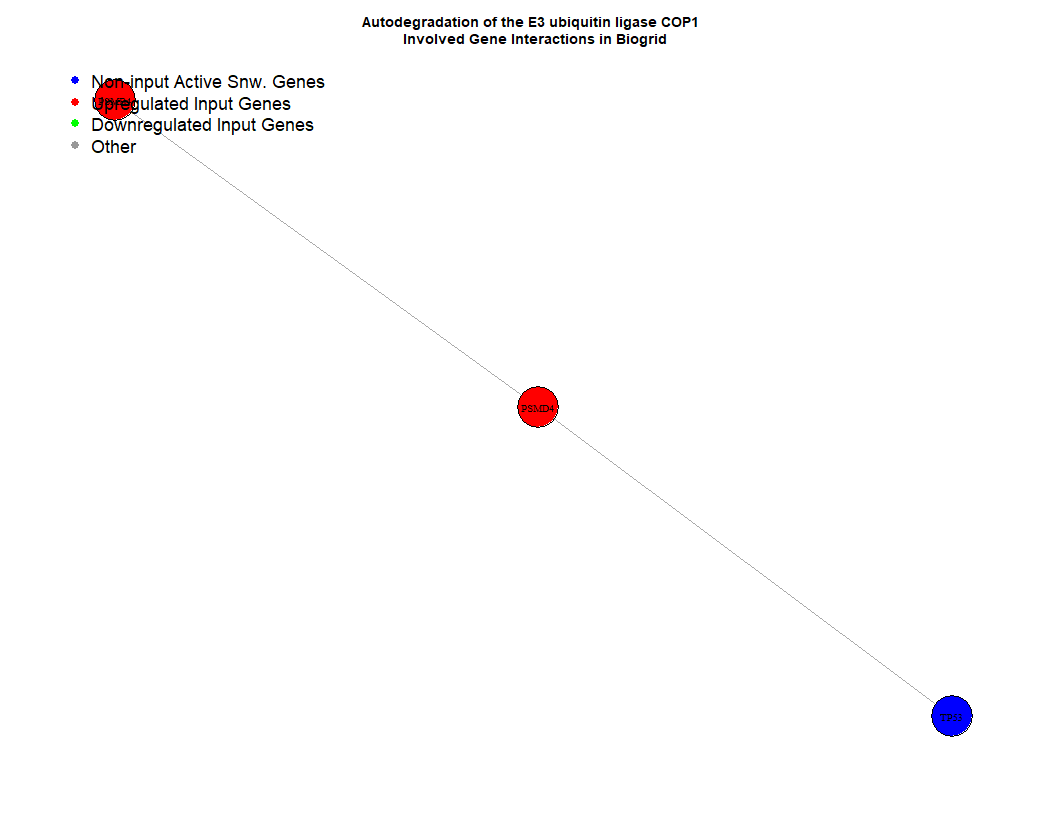 Autodegradation of the E3 ubiquitin ligase COP1
Involved Gene Interactions in Biogrid
Non-input Active Snw. Genes
Upregulated Input Genes
Downregulated Input Genes
Other
PSMD4
TP53